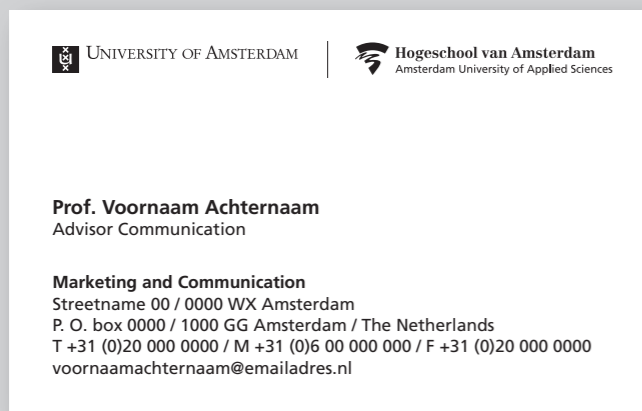 UNIVERSITY OF AMSTERDAM
Hogeschool van Amsterdam
Amsterdam University of Applied Sciences
Prof. Voornaam Achternaam
Advisor Communication
Marketing and Communication
Streetname 00 / 0000 WX Amsterdam
P. O. box 0000 / 1000 GG Amsterdam / The Netherlands
T +31 (0)20 000 0000 / M +31 (0)6 00 000 000 / F +31 (0)20 000 0000
voornaamachternaam@emailadres.nl